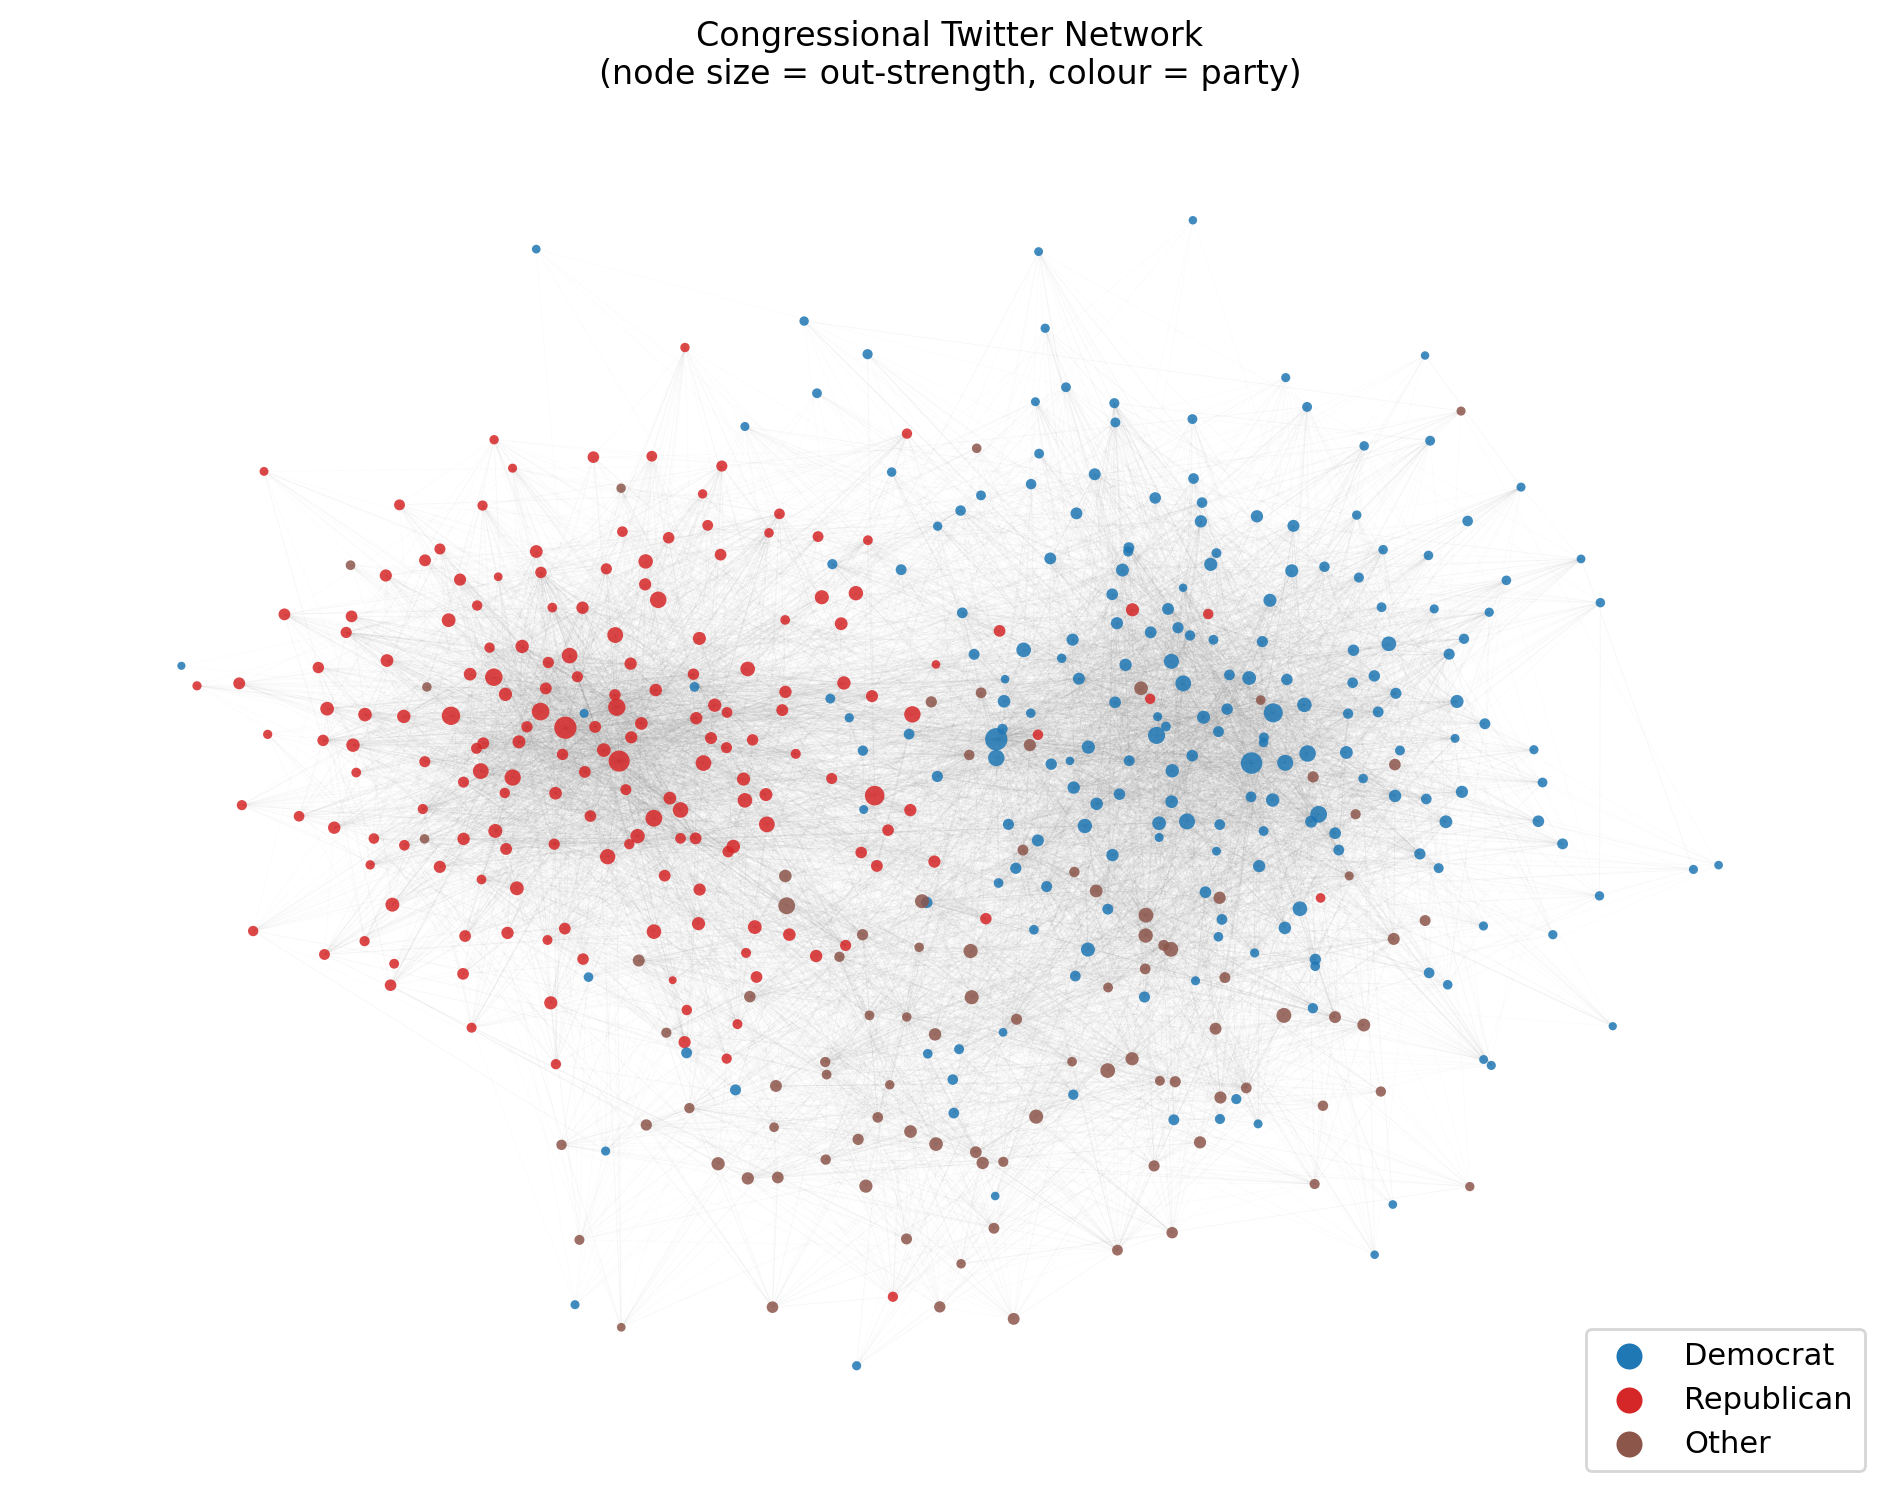 Congressional Twitter Network
(node size = out-strength, colour = party)
Democrat
Republican
Other